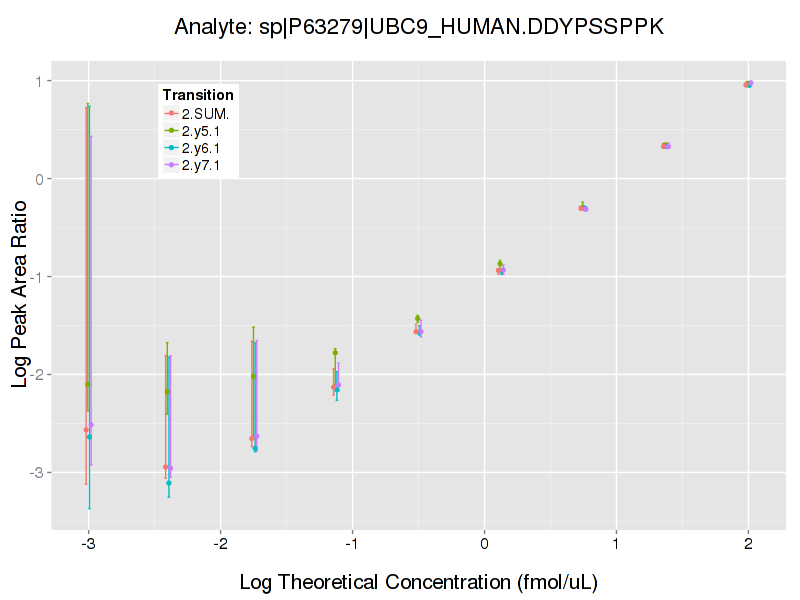 Analyte: sp|P63279|UBC9_HUMAN.DDYPSSPPK
Log Peak Area Ratio
1
0
-1
-2
-3
Transition
2.SUM.
2.y5.1
2.y6.1
2.y7.1
-3 -2 -1 0 1 2
Log Theoretical Concentration (fmol/uL)